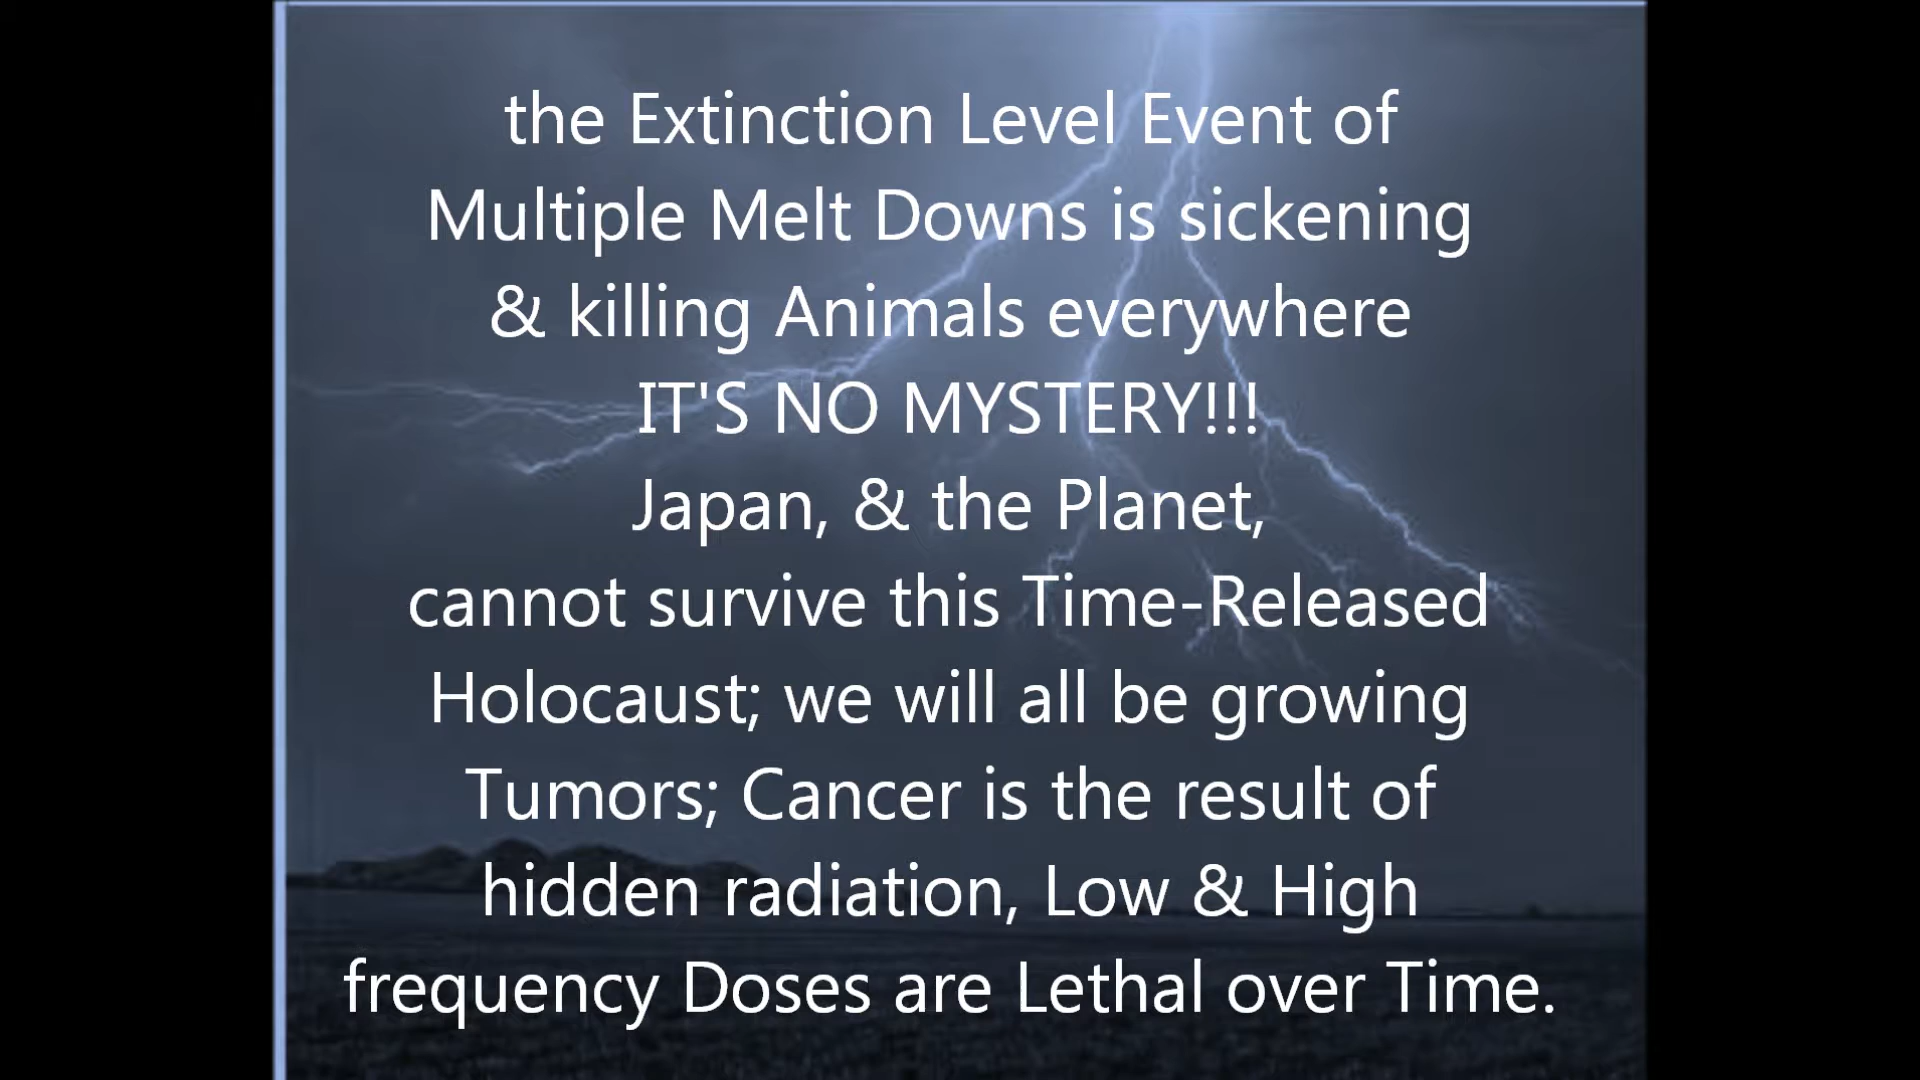 the Extinction Level Event of
Multiple Melt Downs is sickening
& killing Animals everywhere
IT'S NO MYSTERY!!!
Japan, & the Planet,
cannot survive this Time-Released
Holocaust; we will all be growing
Tumors; Cancer is the result of
hidden radiation, Low & High
frequency Doses are Lethal over Time.